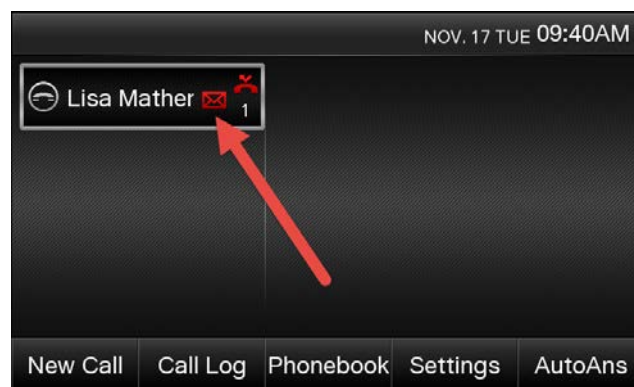 NOV. 17 TUE 09:40AM
Lisa Mather
1
New Call Call Log Phonebook Settings AutoAns